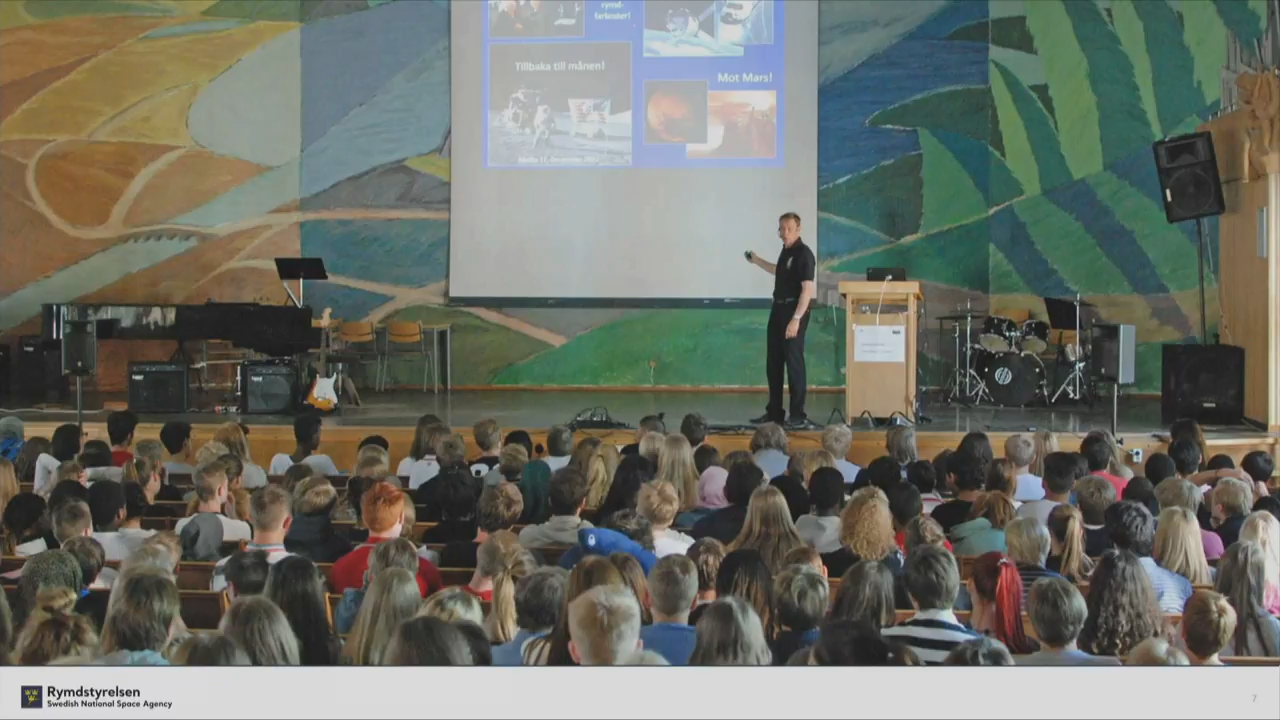 rymd-
farkoster!
Tillbaka till månen!
Mot Mars!
Rymdstyrelsen
Swedish National Space Agency
7